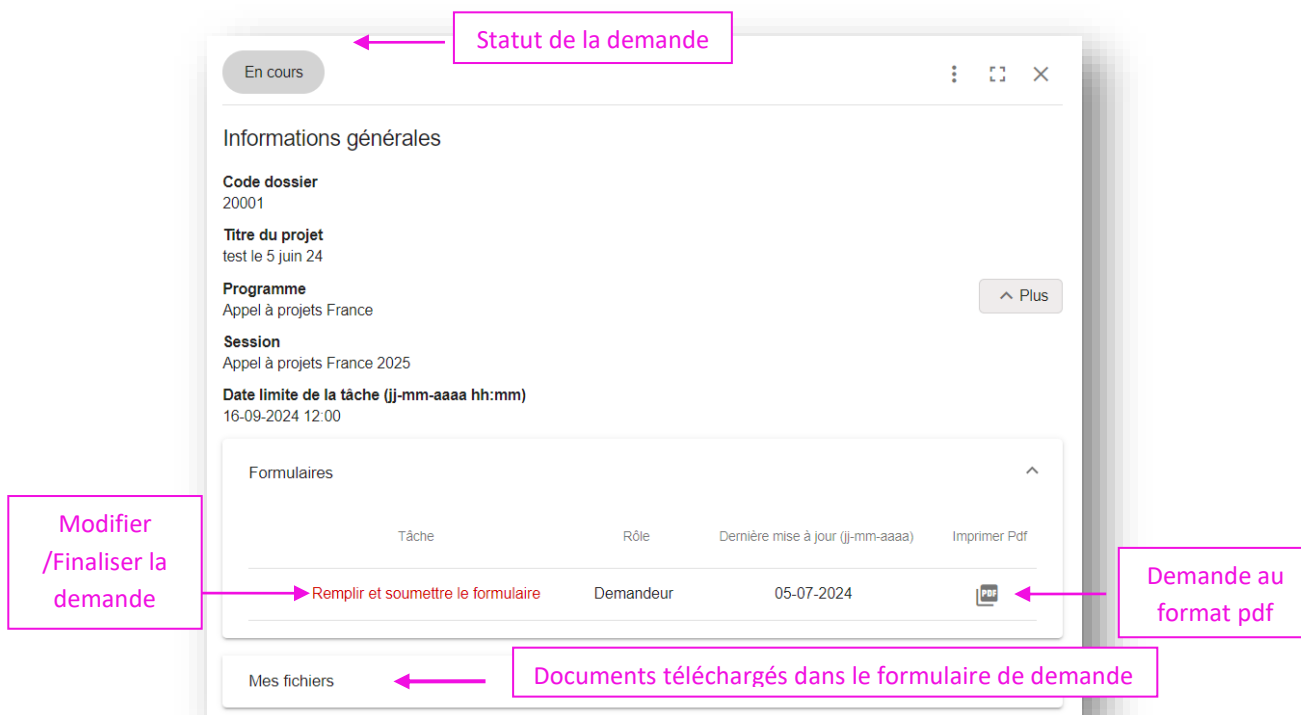 Statut de la demande
En cours
Informations générales
Code dossier
20001
Titre du projet
test le 5 juin 24
Programme
Appel à projets France
Plus
Session
Appel à projets France 2025
Date limite de la tâche (jj-mm-aaaa hh:mm)
16-09-2024 12:00
Formulaires
Tâche Rôle Dernière mise à jour (jj-mm-aaaa) Imprimer Pdf
Modifier
/Finaliser la
demande
Remplir et soumettre le formulaire Demandeur 05-07-2024 PDF
Demande au
format pdf
Mes fichiers
Documents téléchargés dans le formulaire de demande